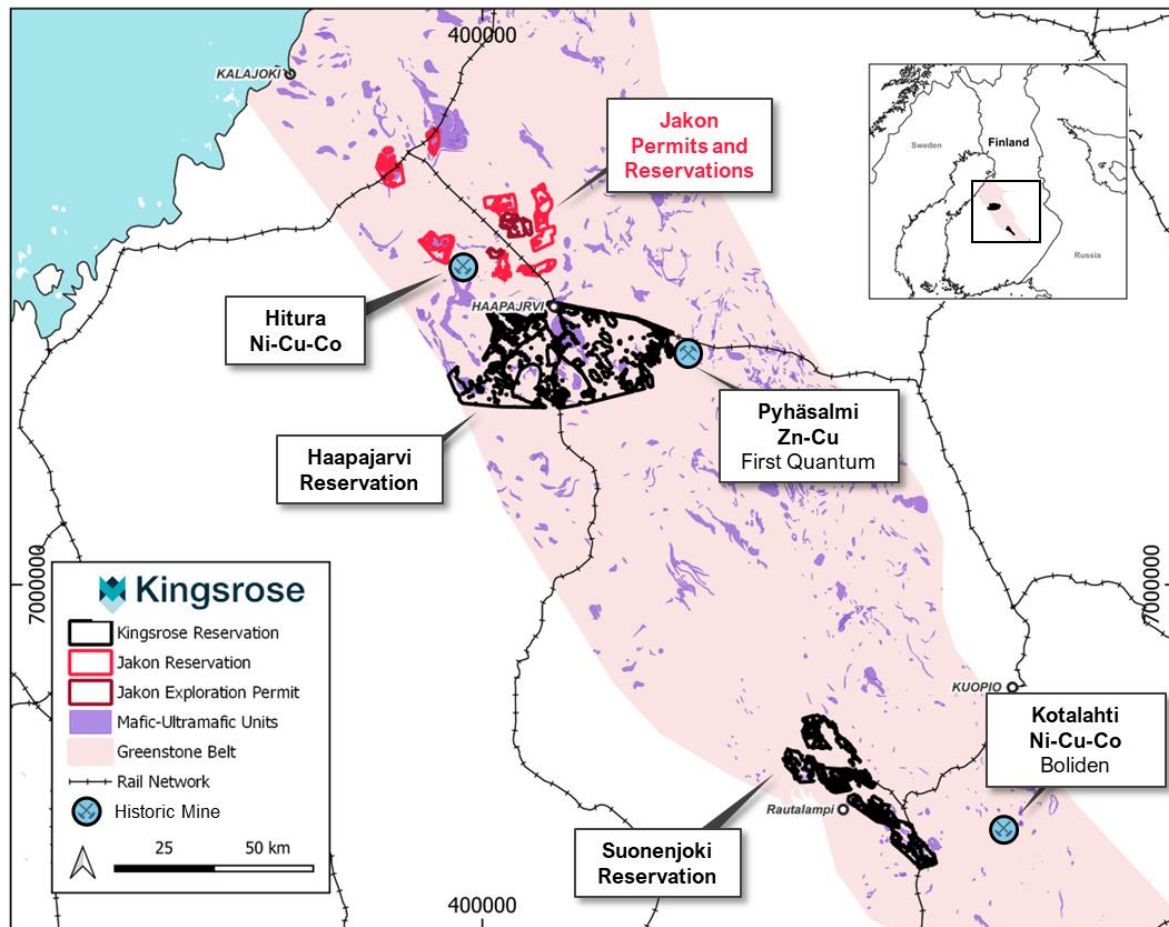 400000
KALAJOKI
Jakon
Permits and
Reservations
Sweden
Finland
Russia
Hitura
Ni-Cu-Co
HAAPAJRVI
Haapajarvi
Reservation
Pyhäsalmi
Zn-Cu
First Quantum
7000000
7000000
Kingsrose
Kingsrose Reservation
Jakon Reservation
Jakon Exploration Permit
Mafic-Ultramafic Units
Greenstone Belt
Rail Network
Historic Mine
25
50 km
KUOPIO
Kotalahti
Ni-Cu-Co
Boliden
Rautalampi
Suonenjoki
Reservation
400000